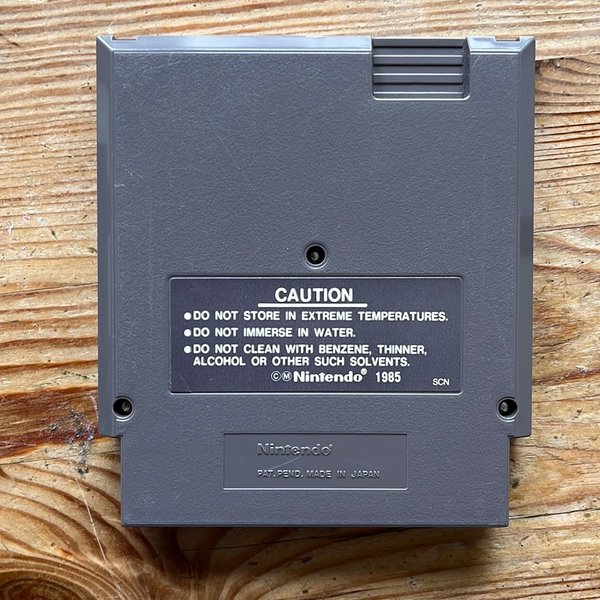 CAUTION
●DO NOT STORE IN EXTREME TEMPERATURES.
●DO NOT IMMERSE IN WATER.
●DO NOT CLEAN WITH BENZENE, THINNER,
ALCOHOL OR OTHER SUCH SOLVENTS.
©Ⓜ Nintendo® 1985 SCN
Nintendo®
PAT. PEND. MADE IN JAPAN